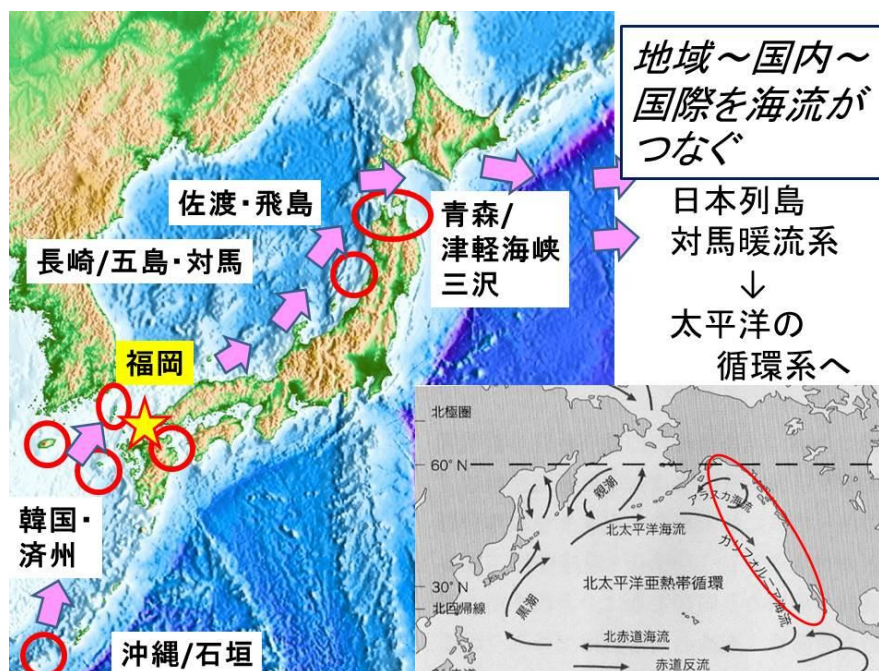 地域～国内～
国際を海流が
つなぐ
日本列島
対馬暖流系
↓
太平洋の
循環系へ
佐渡・飛島
青森/
津軽海峡
三沢
長崎/五島・対馬
福岡
韓国・
済州
沖縄/石垣
北極圏
60°N
親潮
アラスカ海流
北太平洋海流
カリフォルニア海流
北太平洋亜熱帯循環
30°N
北回帰線
黒潮
北赤道海流
赤道反流